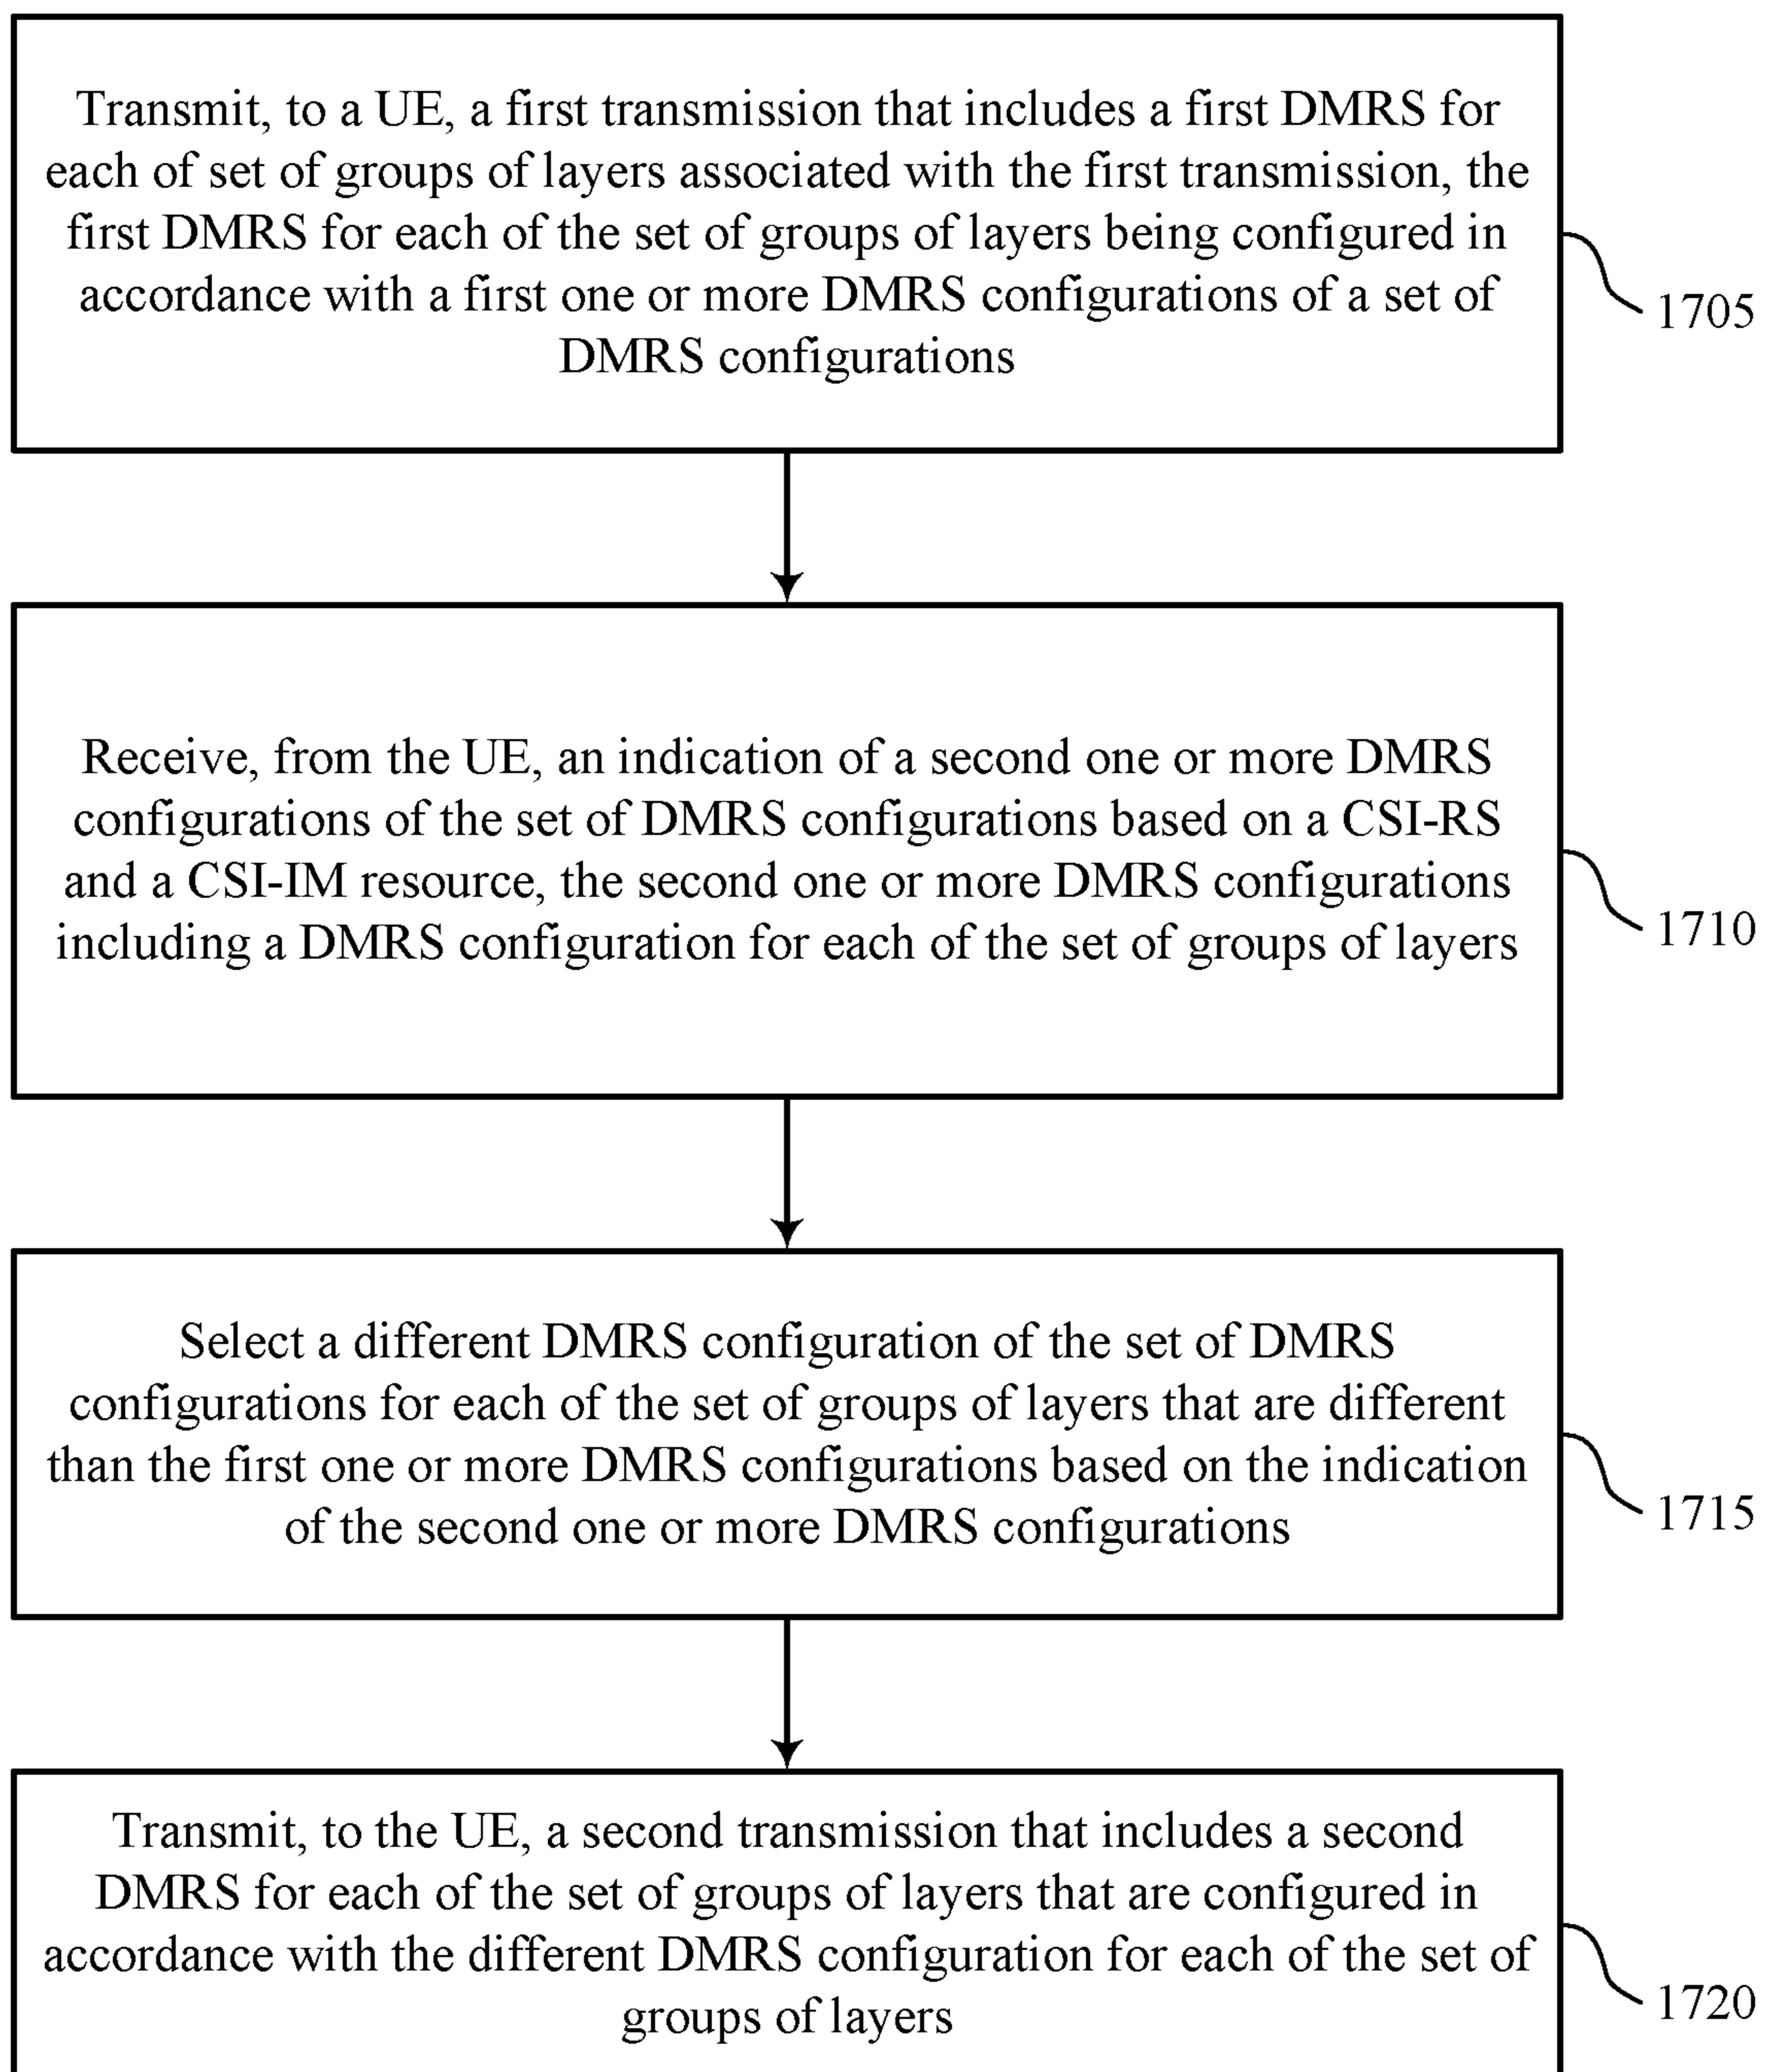 Transmit, to a UE, a first transmission that includes a first DMRS for
each of set of groups of layers associated with the first transmission, the
first DMRS for each of the set of groups of layers being configured in
accordance with a first one or more DMRS configurations of a set of
DMRS configurations
1705
Receive, from the UE, an indication of a second one or more DMRS
configurations of the set of DMRS configurations based on a CSI-RS
and a CSI-IM resource, the second one or more DMRS configurations
including a DMRS configuration for each of the set of groups of layers
1710
Select a different DMRS configuration of the set of DMRS
configurations for each of the set of groups of layers that are different
than the first one or more DMRS configurations based on the indication
of the second one or more DMRS configurations
1715
Transmit, to the UE, a second transmission that includes a second
DMRS for each of the set of groups of layers that are configured in
accordance with the different DMRS configuration for each of the set of
groups of layers
1720